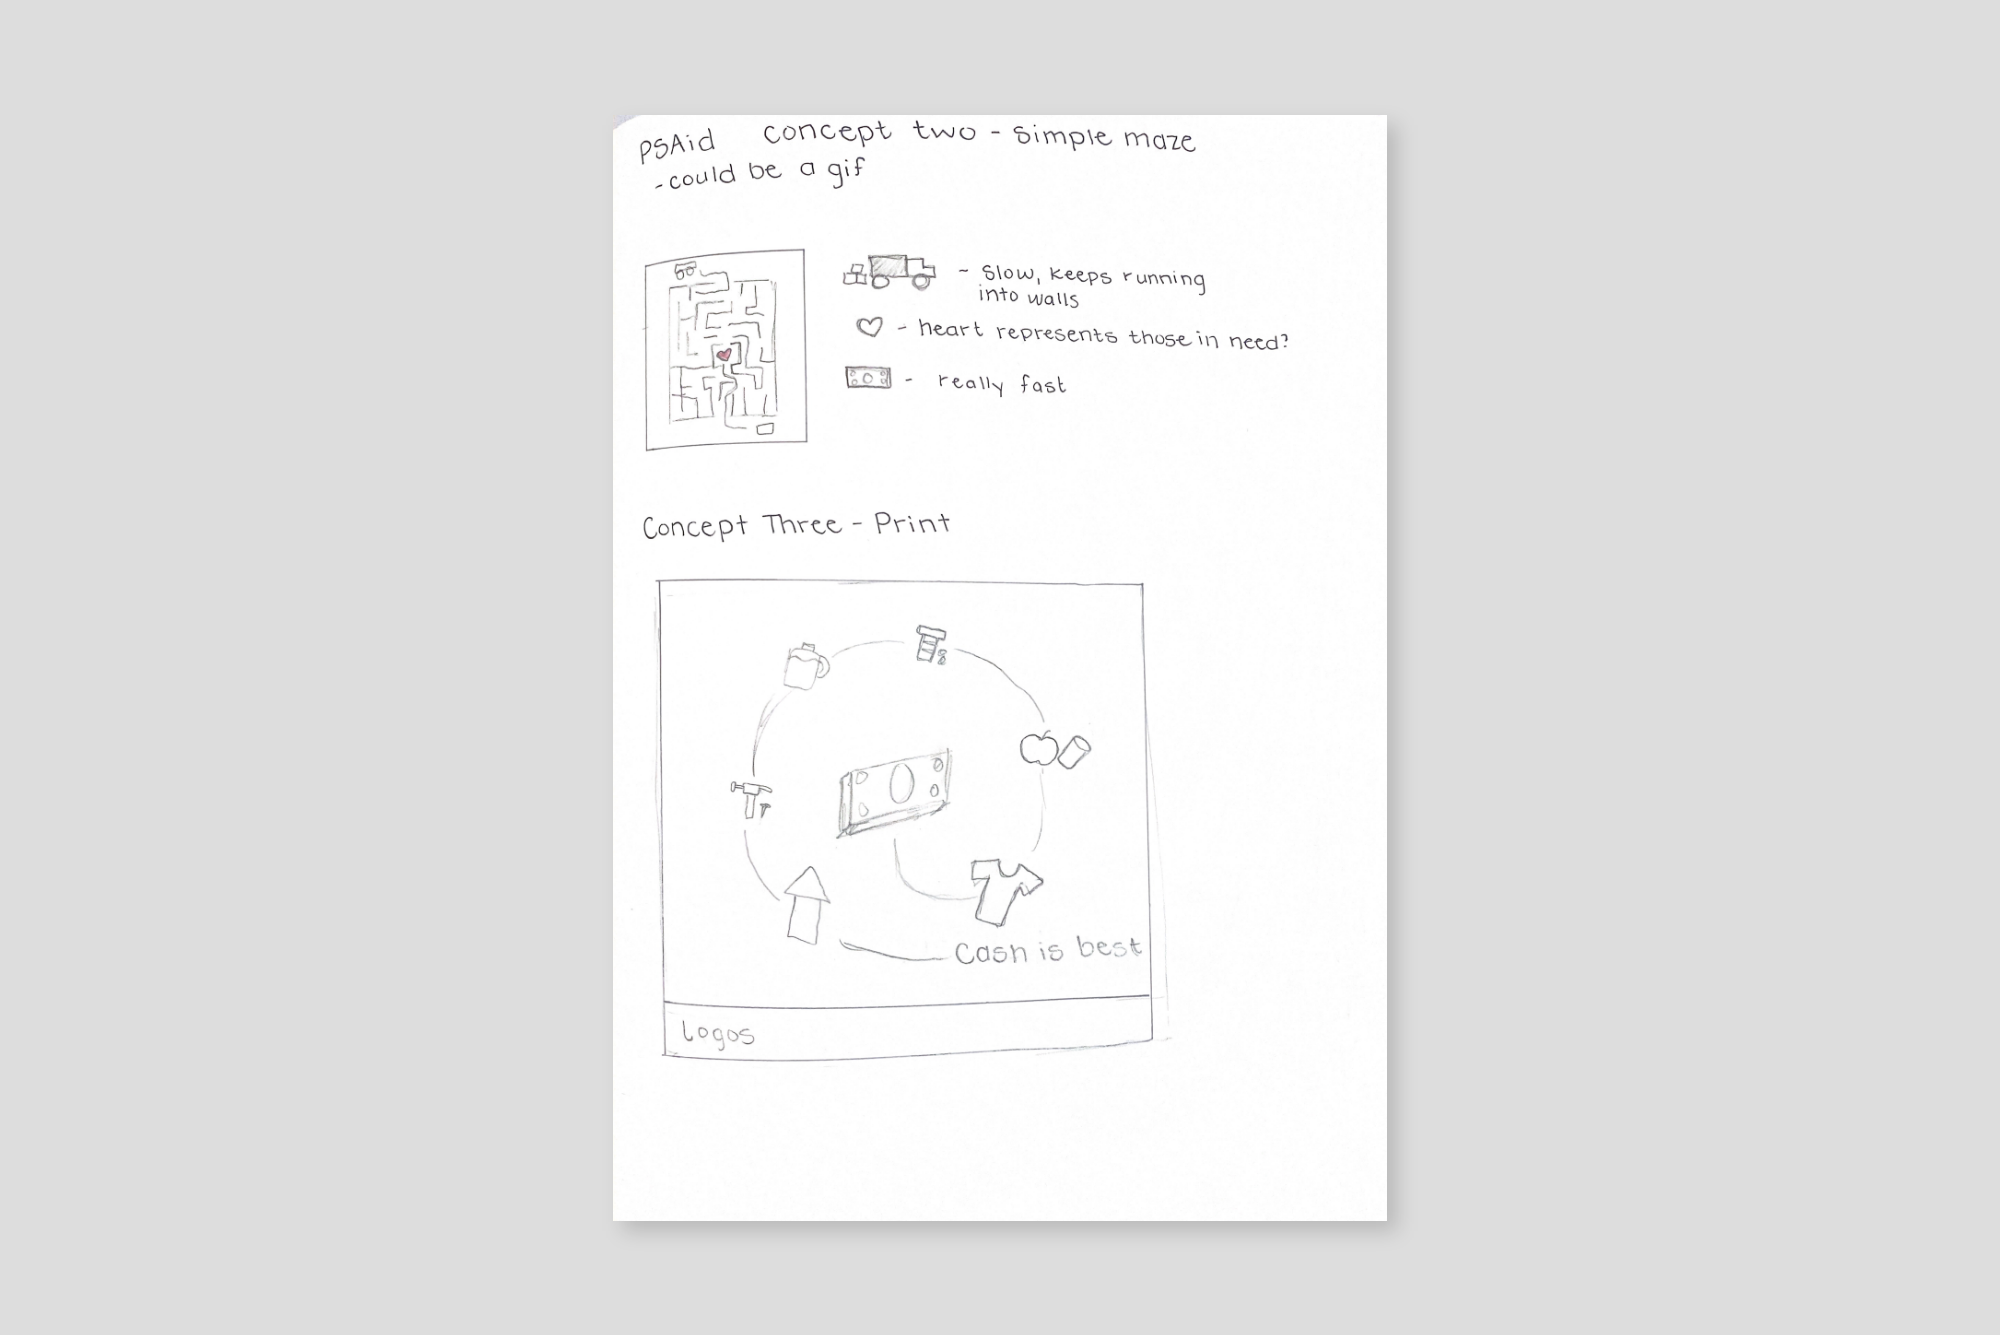 PSAid concept two - simple maze
- could be a gif
- Slow, keeps running
into walls
- heart represents those in need?
- really fast
Concept Three - Print
Cash is best
Logos